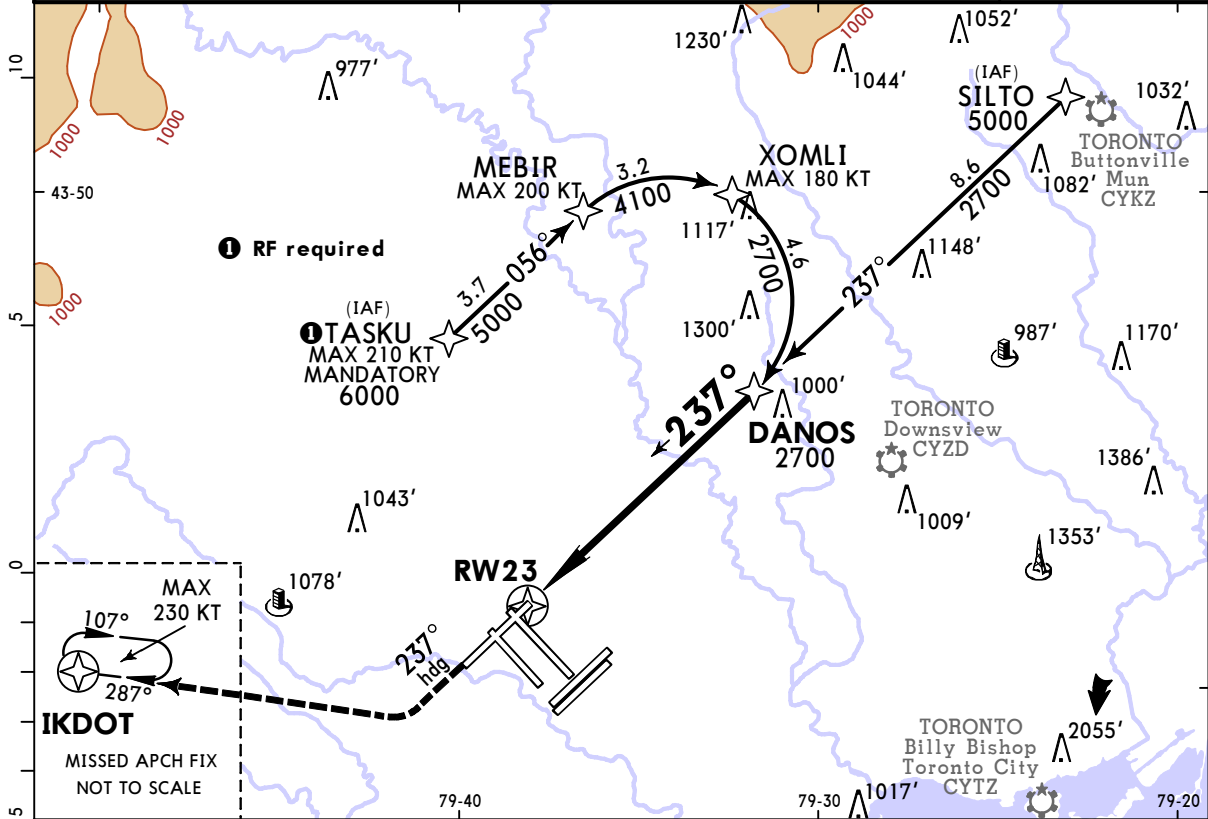 1052’
1230’
1000
10
977’
1044’
(IAF)
SILTO
5000
1032’
1000
1000
TORONTO
Buttonville
Mun
CYKZ
MEBIR
MAX 200 KT
3.2
4100
XOMLI
MAX 180 KT
8.6
2700
1082’
43-50
1117’
❶ RF required
056°
4.6
2700
1148’
237°
3.7
5000
1000
(IAF)
❶TASKU
MAX 210 KT
MANDATORY
6000
5
1300’
987’
1170’
237°
1000’
DANOS
2700
TORONTO
Downsview
CYZD
1386’
1043’
1009’
1353’
0
RW23
1078’
MAX
230 KT
107°
237°
hdg
287°
IKDOT
MISSED APCH FIX
NOT TO SCALE
TORONTO
Billy Bishop
Toronto City
CYTZ
2055’
1017’
5
79-40
79-30
79-20